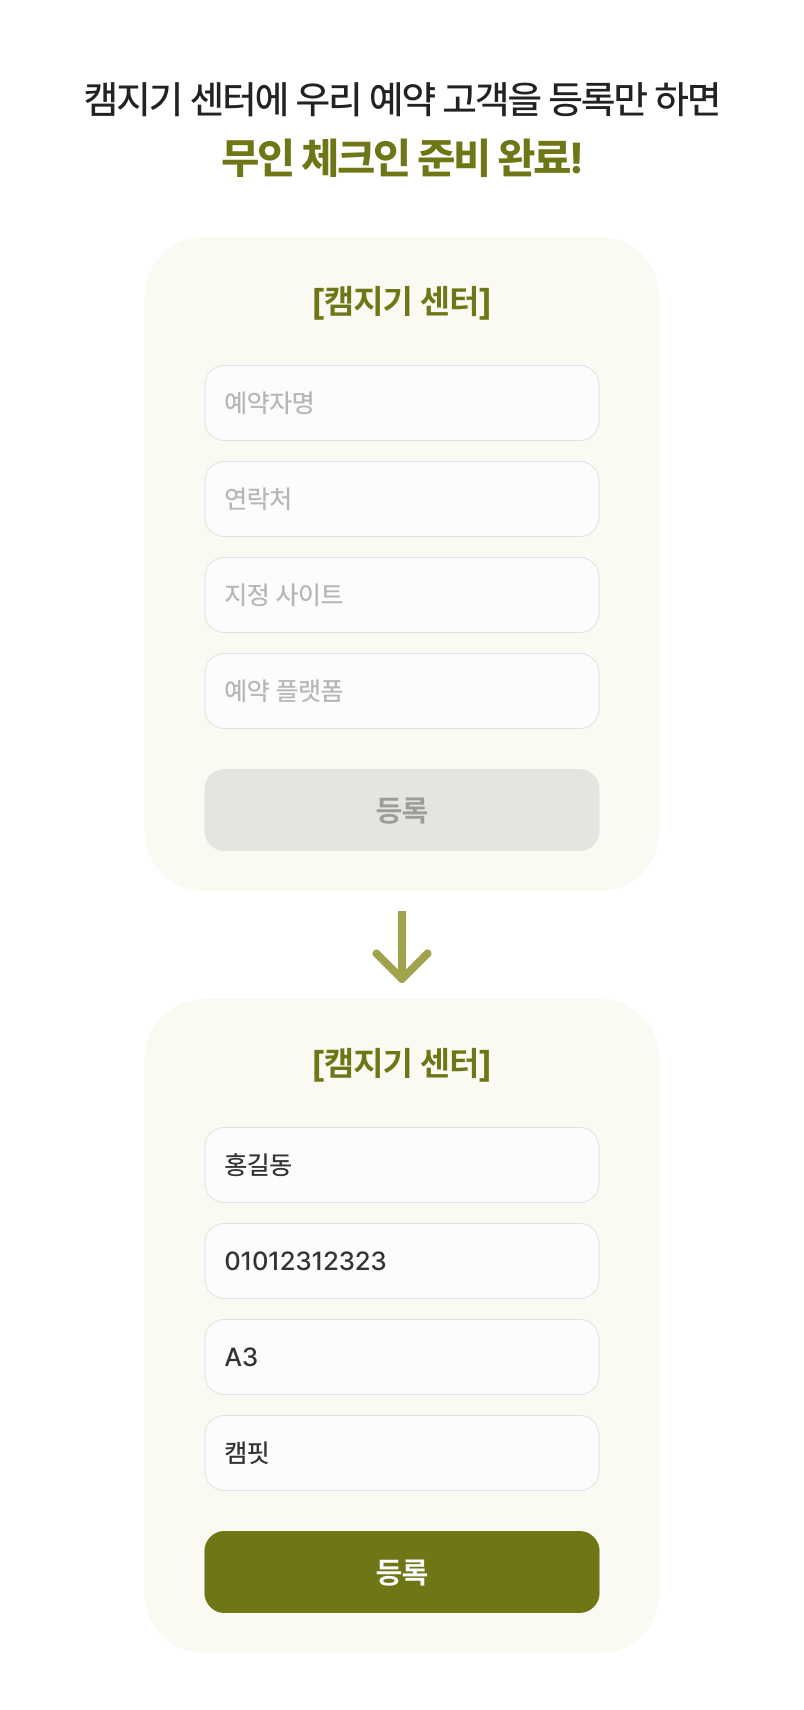 캠지기 센터에 우리 예약 고객을 등록만 하면
무인 체크인 준비 완료!
[캠지기 센터]
예약자명
연락처
지정 사이트
예약 플랫폼
등록
[캠지기 센터]
홍길동
01012312323
A3
캠핏
등록